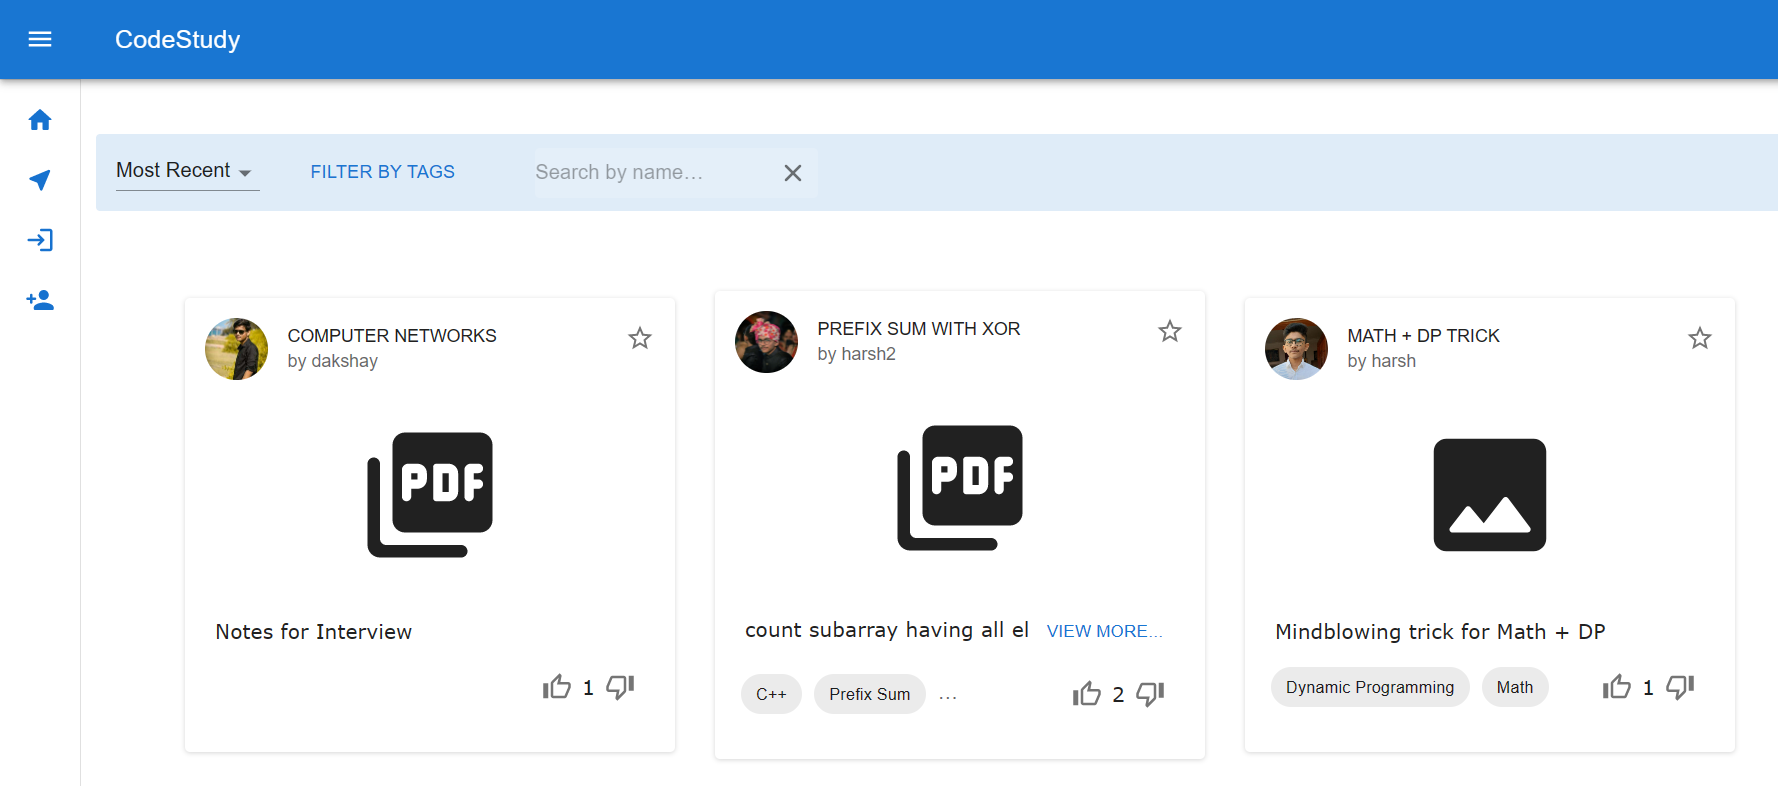 CodeStudy
Most Recent
FILTER BY TAGS
Search by name…
COMPUTER NETWORKS
by dakshay
PDF
Notes for Interview
1
PREFIX SUM WITH XOR
by harsh2
PDF
count subarray having all el VIEW MORE...
C++ Prefix Sum ...
2
MATH + DP TRICK
by harsh
Mindblowing trick for Math + DP
Dynamic Programming Math
1